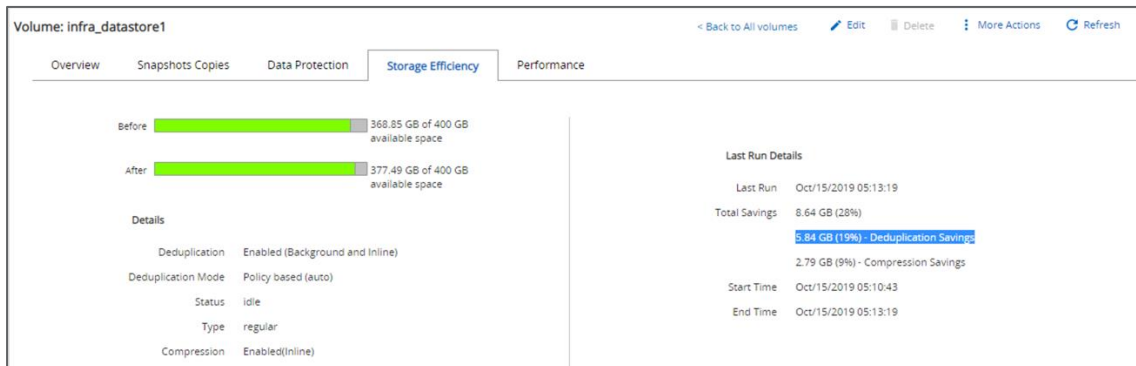 Volume: infra_datastore1
< Back to All volumes Edit Delete More Actions Refresh
Overview Snapshots Copies Data Protection Storage Efficiency Performance
Before 368.85 GB of 400 GB
available space
After 377.49 GB of 400 GB
available space
Details
Deduplication Enabled (Background and Inline)
Deduplication Mode Policy based (auto)
Status idle
Type regular
Compression Enabled(Inline)
Last Run Details
Last Run Oct/15/2019 05:13:19
Total Savings 8.64 GB (28%)
5.84 GB (19%) - Deduplication Savings
2.79 GB (9%) - Compression Savings
Start Time Oct/15/2019 05:10:43
End Time Oct/15/2019 05:13:19